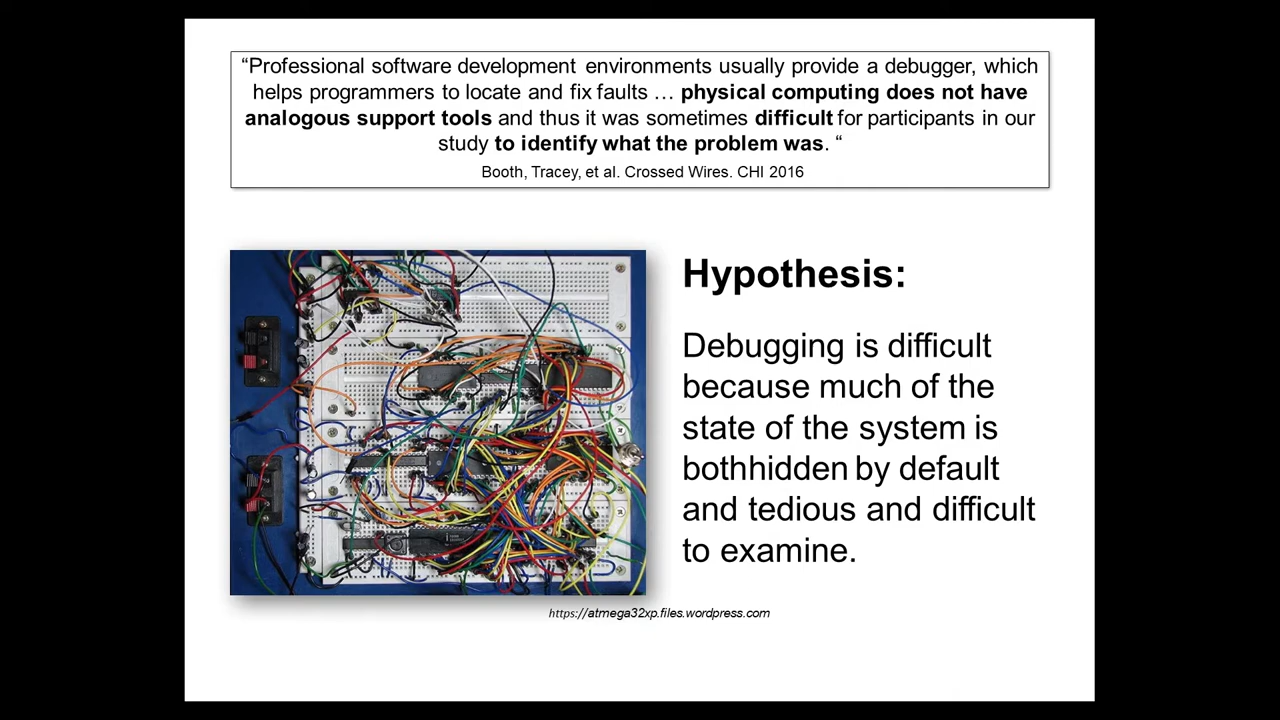 “Professional software development environments usually provide a debugger, which
helps programmers to locate and fix faults … physical computing does not have
analogous support tools and thus it was sometimes difficult for participants in our
study to identify what the problem was. “
Booth, Tracey, et al. Crossed Wires. CHI 2016
Hypothesis:
Debugging is difficult
because much of the
state of the system is
bothhidden by default
and tedious and difficult
to examine.
https://atmega32xp.files.wordpress.com